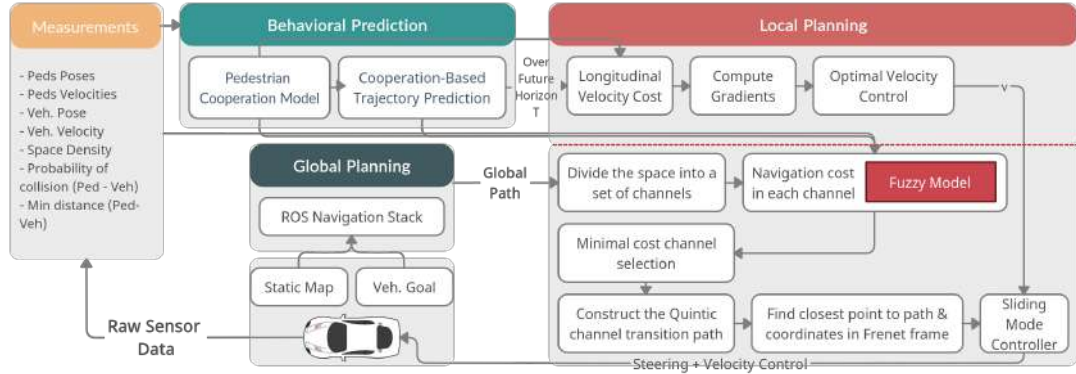 Measurements
- Peds Poses
- Peds Velocities
- Veh. Pose
- Veh. Velocity
- Space Density
- Probability of
collision (Ped - Veh)
- Min distance (Ped-
Veh)
Behavioral Prediction
Pedestrian
Cooperation Model
Cooperation-Based
Trajectory Prediction
Over
Future
Horizon
T
Local Planning
Longitudinal
Velocity Cost
Compute
Gradients
Optimal Velocity
Control
v
Global Planning
ROS Navigation Stack
Static Map
Veh. Goal
Global
Path
Divide the space into a
set of channels
Navigation cost
in each channel
Fuzzy Model
Minimal cost channel
selection
Construct the Quintic
channel transition path
Find closest point to path &
coordinates in Frenet frame
Sliding
Mode
Controller
Raw Sensor
Data
Steering + Velocity Control